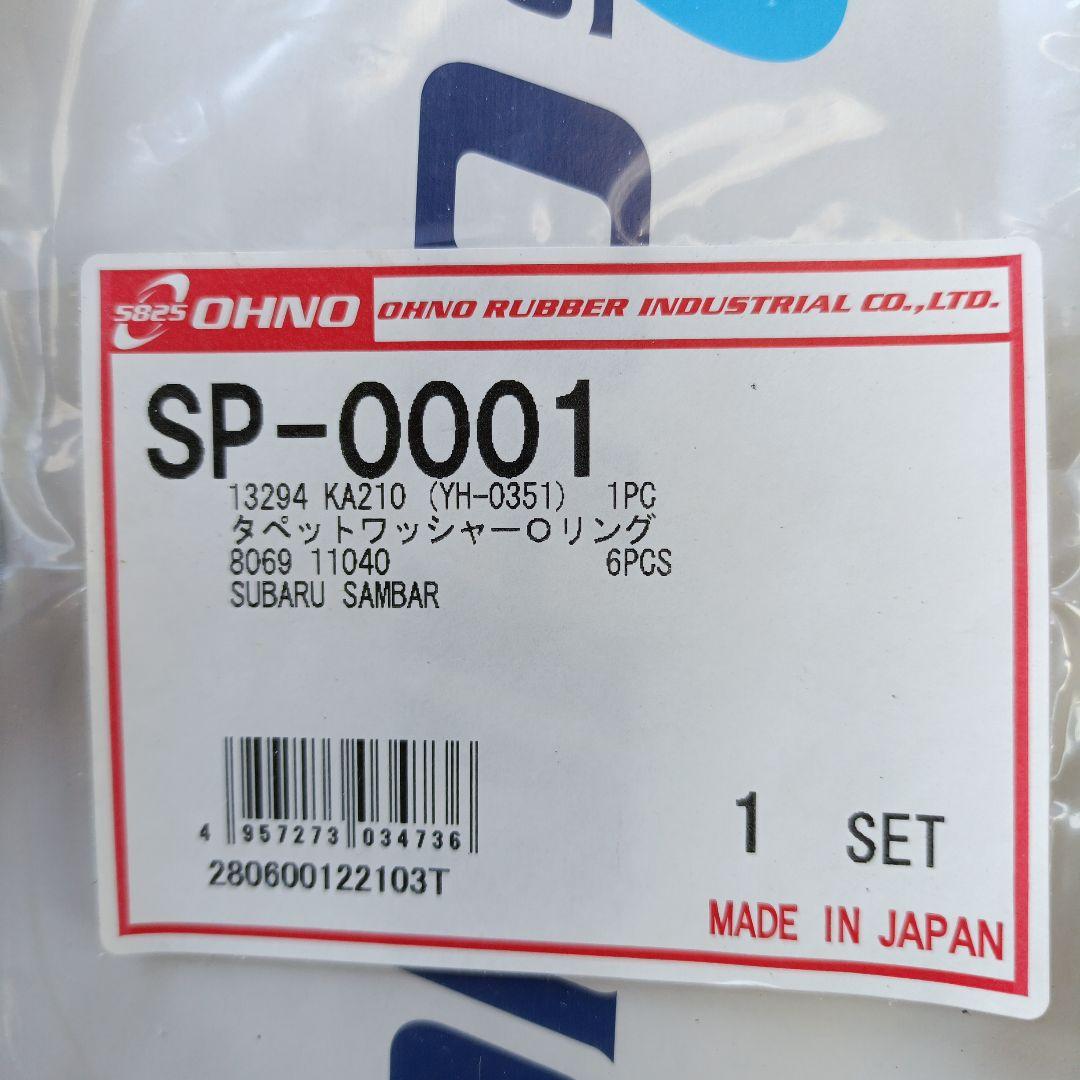 5825 OHNO OHNO RUBBER INDUSTRIAL CO.,LTD.
SP-0001
13294 KA210 (YH-0351) 1PC
タペットワッシャーOリング
8069 11040 6PCS
SUBARU SAMBAR
4 957273 034736
280600122103T
1 SET
MADE IN JAPAN